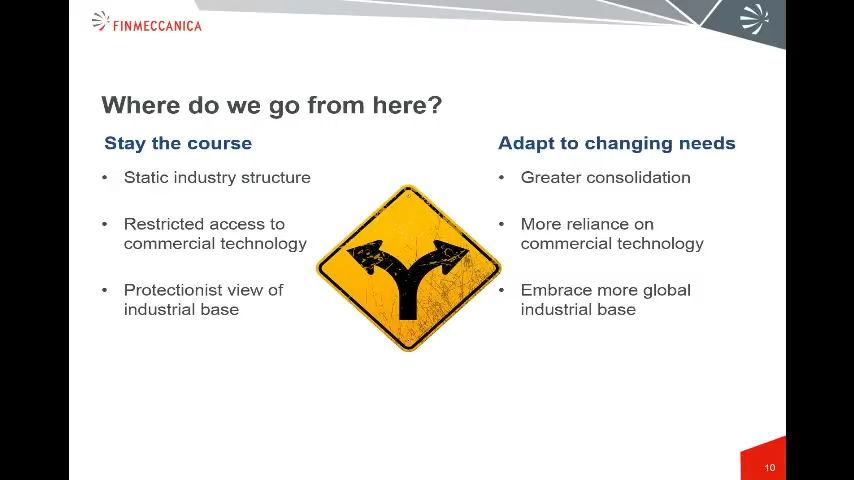 FINMECCANICA
Where do we go from here?
Stay the course
• Static industry structure
• Restricted access to
commercial technology
• Protectionist view of
industrial base
Adapt to changing needs
• Greater consolidation
• More reliance on
commercial technology
• Embrace more global
industrial base
10